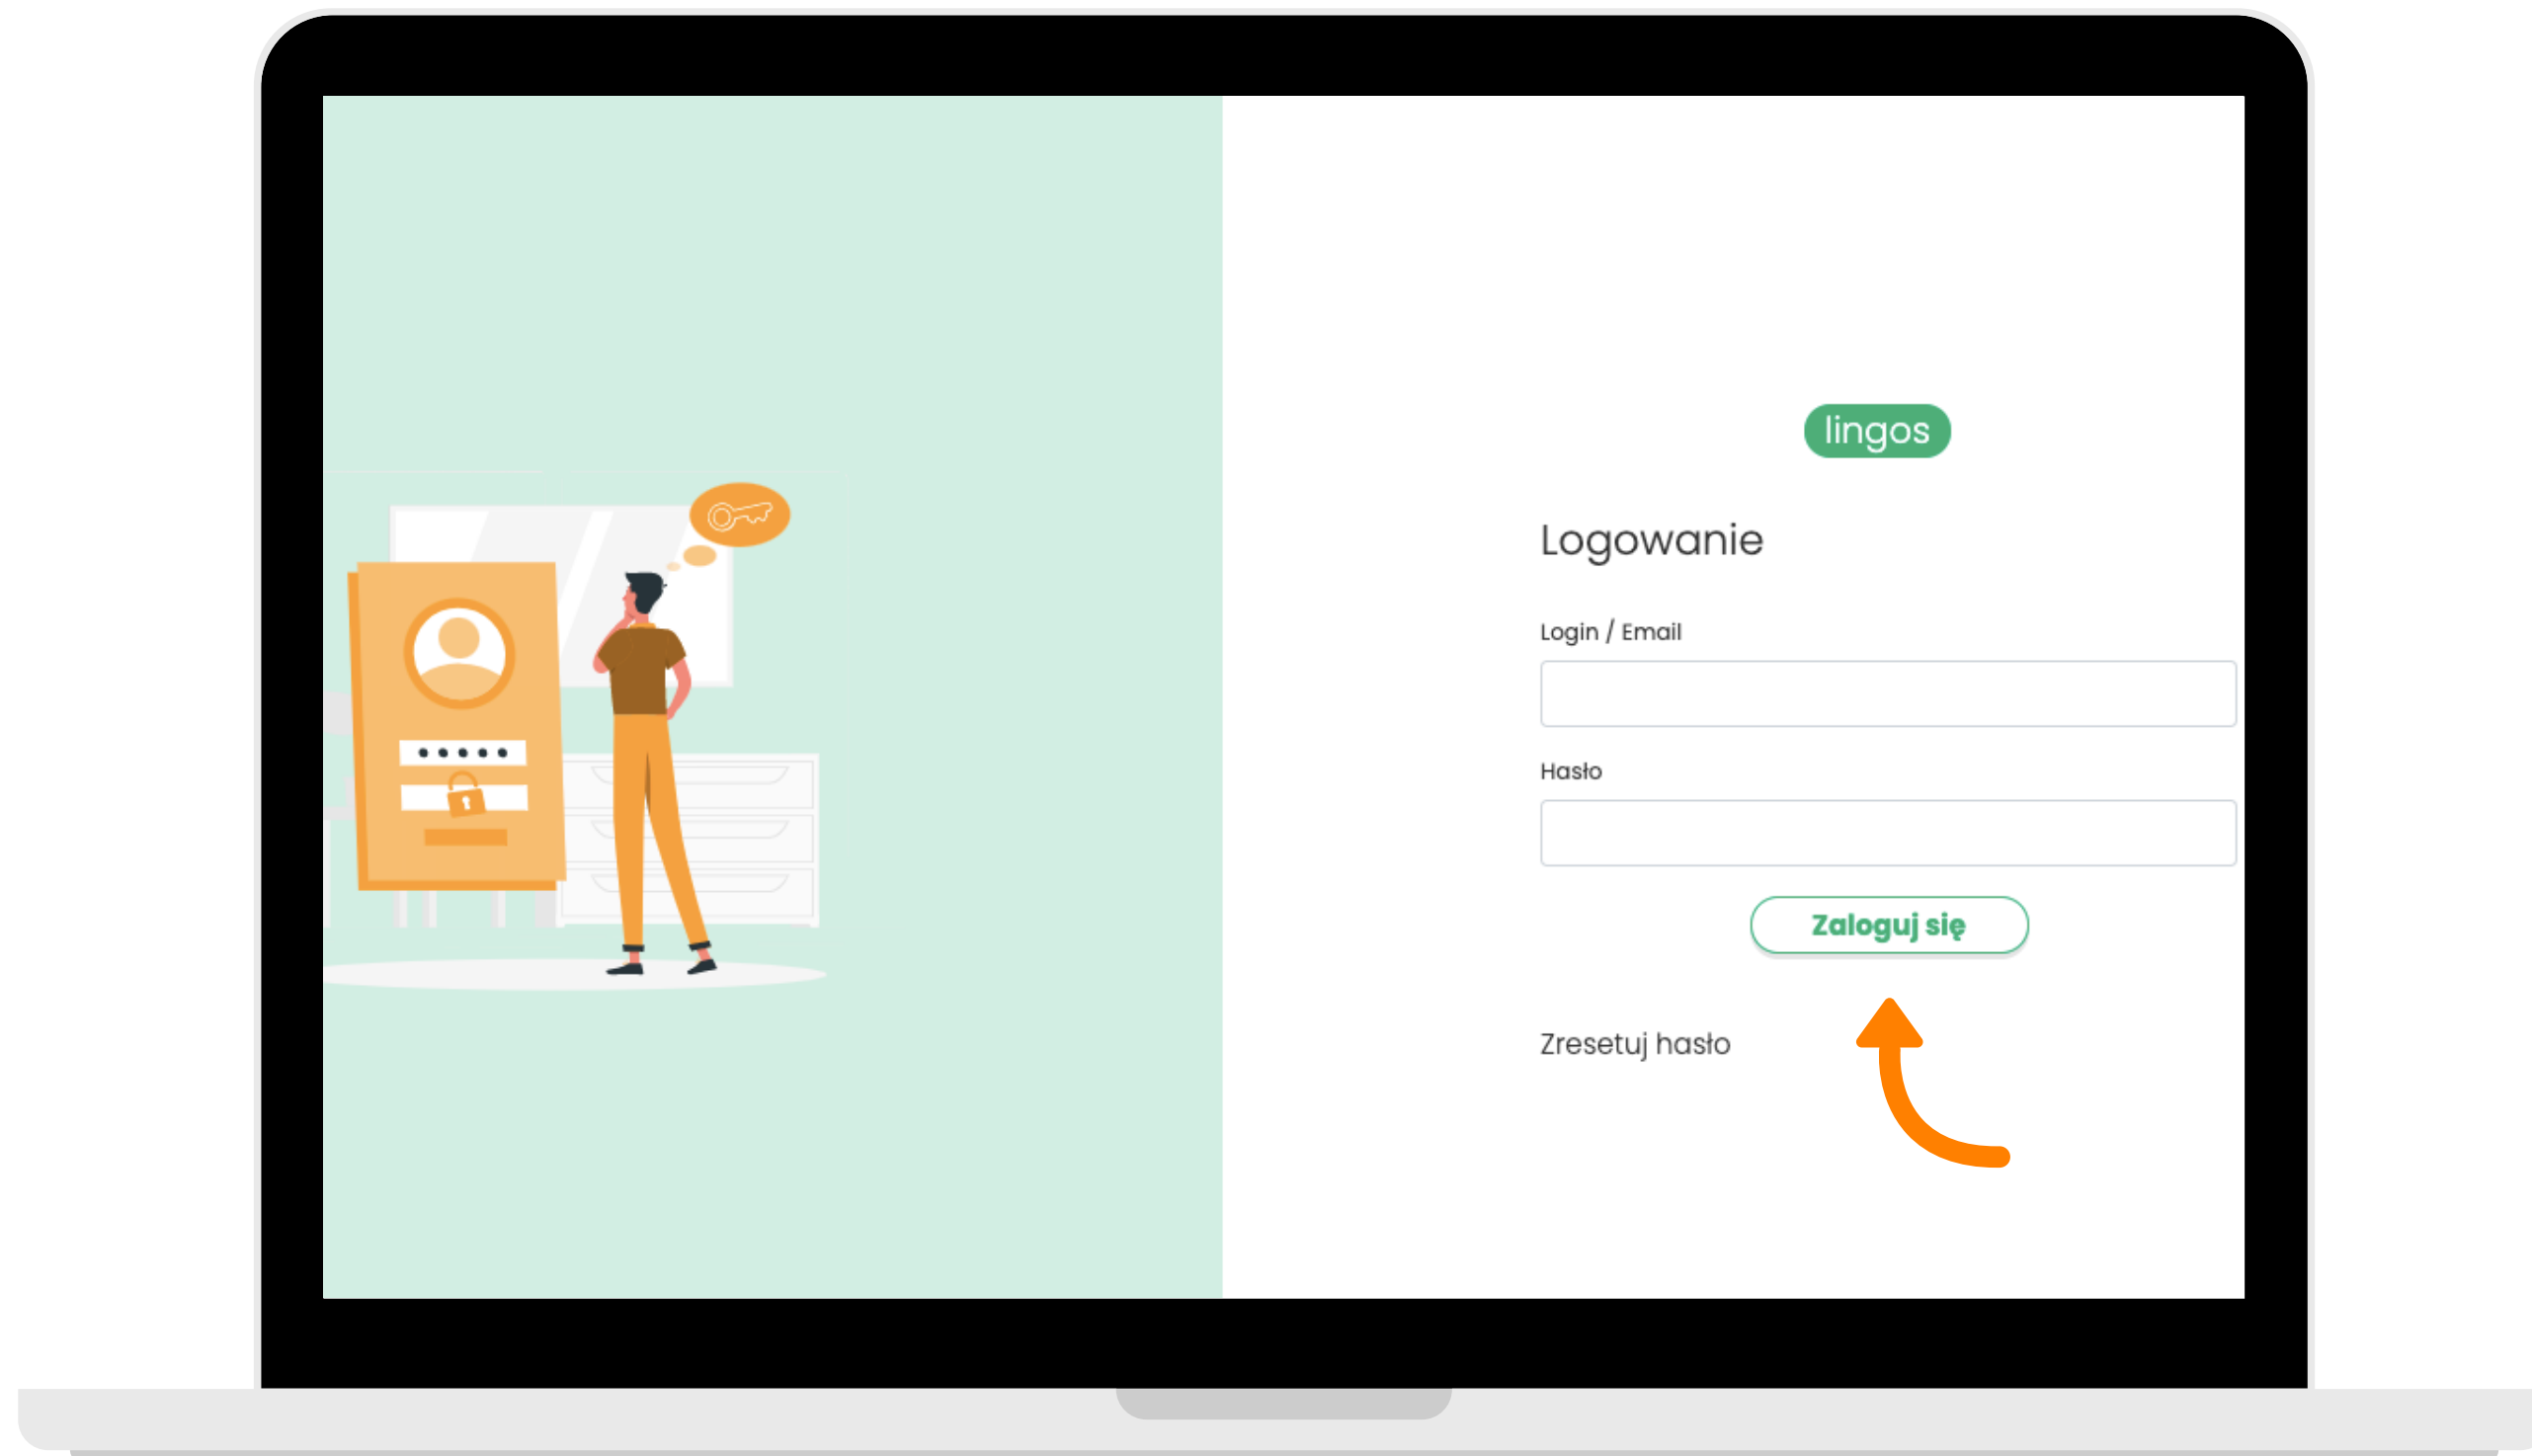 lingos
Logowanie
Login / Email
Hasło
Zaloguj się
Zresetuj hasło